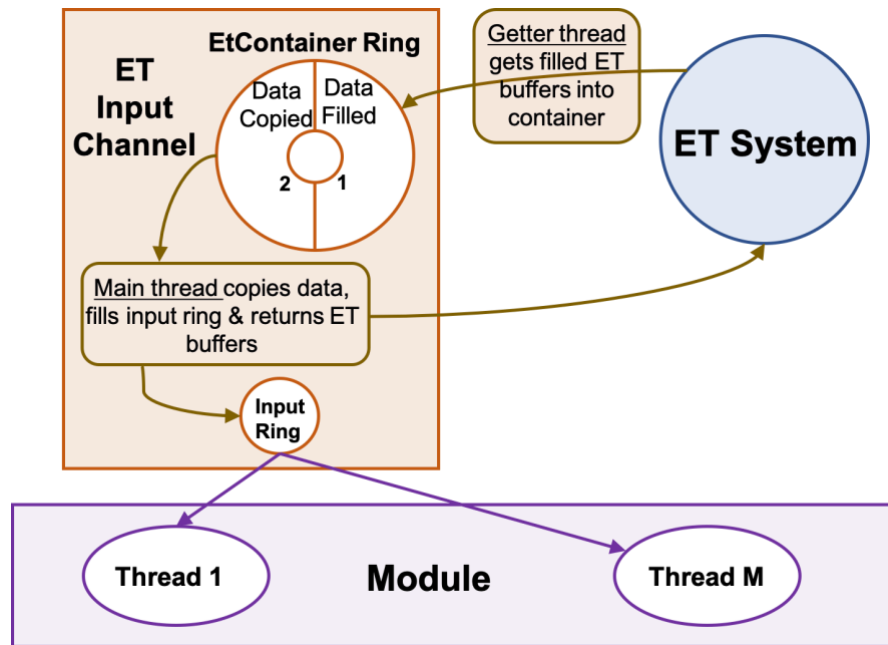 EtContainer Ring
ET
Input
Channel
Data
Copied
Data
Filled
2
1
Getter thread
gets filled ET
buffers into
container
ET System
Main thread copies data,
fills input ring & returns ET
buffers
Input
Ring
Thread 1
Module
Thread M